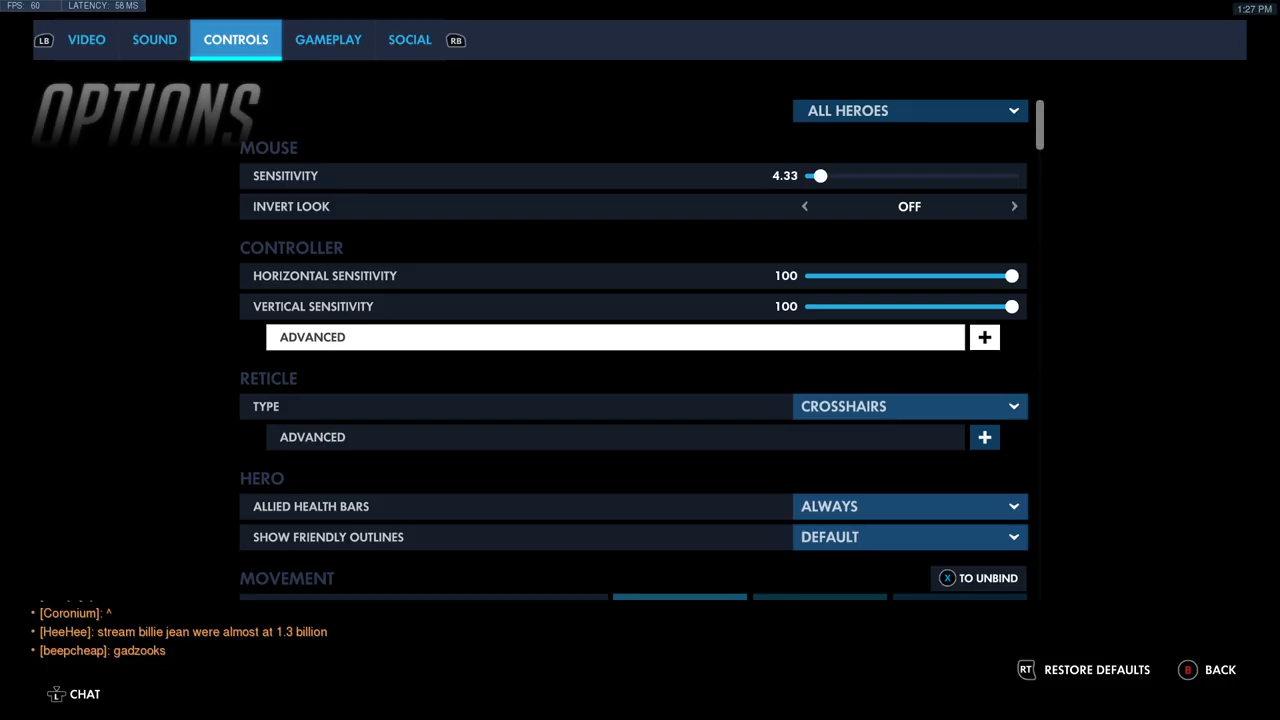 FPS: 60 LATENCY: 58 MS
1:27 PM
LB VIDEO SOUND CONTROLS GAMEPLAY SOCIAL RB
OPTIONS
ALL HEROES
MOUSE
SENSITIVITY 4.33
INVERT LOOK OFF
CONTROLLER
HORIZONTAL SENSITIVITY 100
VERTICAL SENSITIVITY 100
ADVANCED +
RETICLE
TYPE CROSSHAIRS
ADVANCED +
HERO
ALLIED HEALTH BARS ALWAYS
SHOW FRIENDLY OUTLINES DEFAULT
MOVEMENT X TO UNBIND
• [Coronium]: ^
• [HeeHee]: stream billie jean were almost at 1.3 billion
• [beepcheap]: gadzooks
RT RESTORE DEFAULTS B BACK
L CHAT